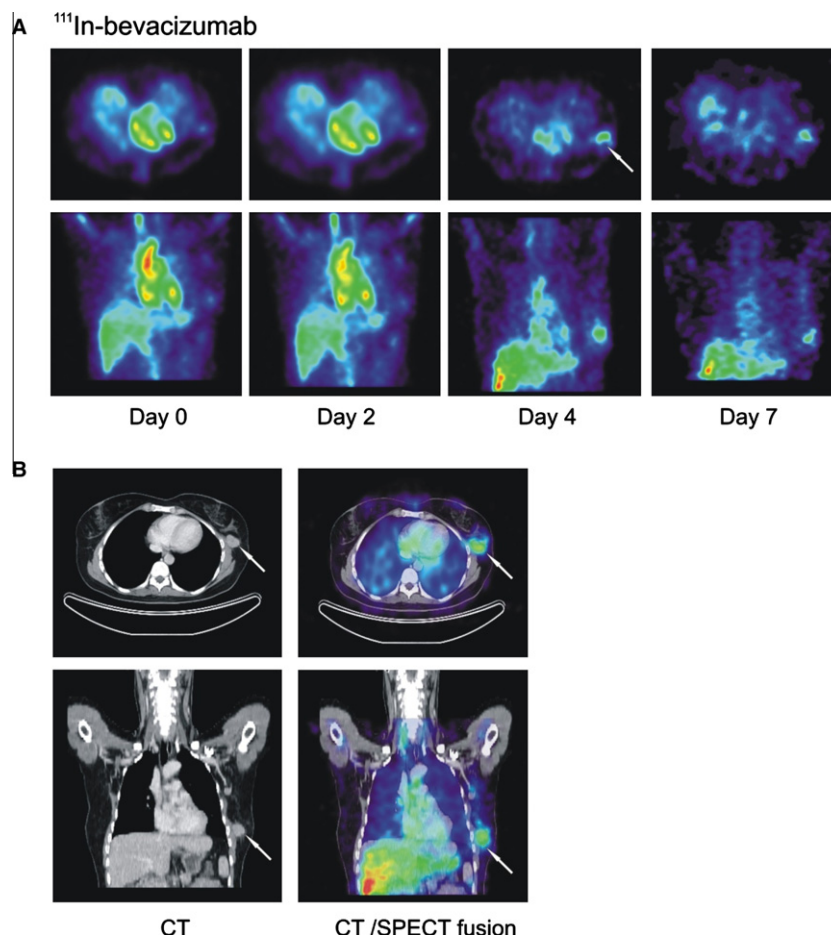 A
¹¹¹In-bevacizumab
Day 0
Day 2
Day 4
Day 7
B
CT
CT /SPECT fusion